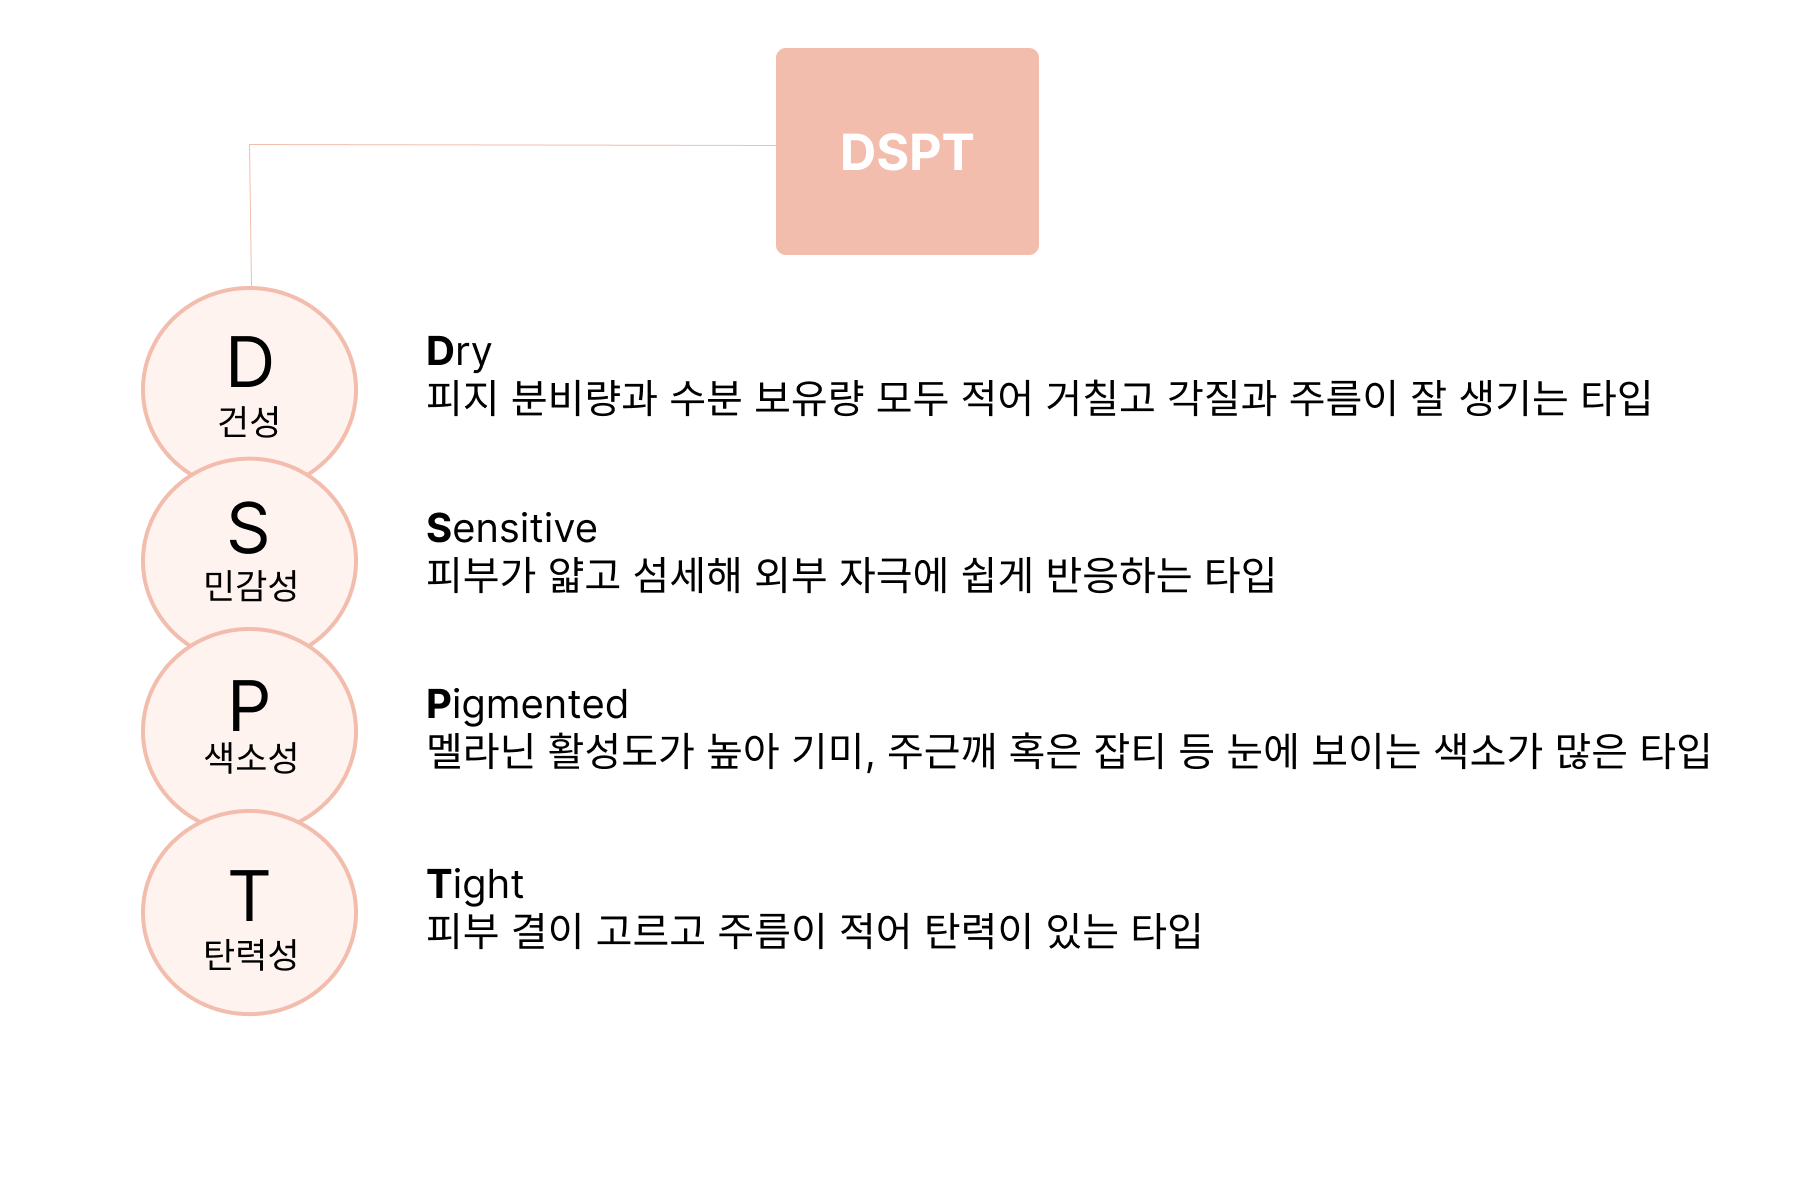 DSPT
D
건성
Dry
피지 분비량과 수분 보유량 모두 적어 거칠고 각질과 주름이 잘 생기는 타입
S
민감성
Sensitive
피부가 얇고 섬세해 외부 자극에 쉽게 반응하는 타입
P
색소성
Pigmented
멜라닌 활성도가 높아 기미, 주근깨 혹은 잡티 등 눈에 보이는 색소가 많은 타입
T
탄력성
Tight
피부 결이 고르고 주름이 적어 탄력이 있는 타입